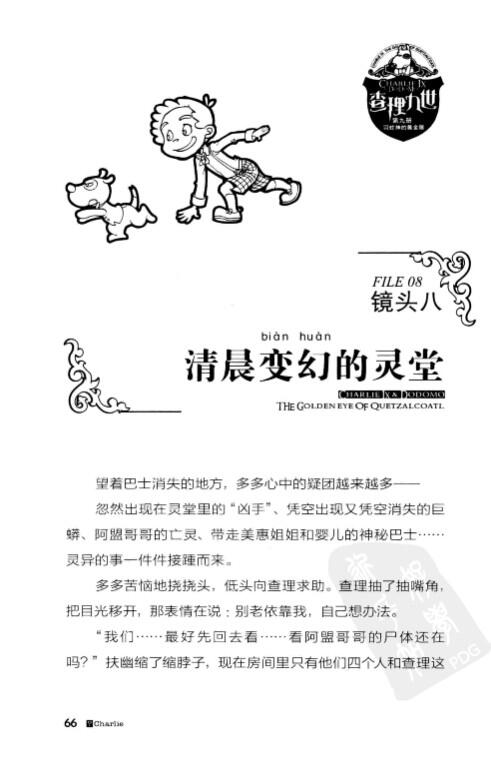 CHARLIE IX
DODOMO
查理九世
第九册
羽蛇神的黄金眼
FILE 08
镜头八
biàn huàn
清晨变幻的灵堂
CHARLIE IX & DODOMO
THE GOLDEN EYE OF QUETZALCOATL
望着巴士消失的地方，多多心中的疑团越来越多——
忽然出现在灵堂里的“凶手”、凭空出现又凭空消失的巨
蟒、阿盟哥哥的亡灵、带走美惠姐姐和婴儿的神秘巴士……
灵异的事一件件接踵而来。
多多苦恼地挠挠头，低头向查理求助。查理抽了抽嘴角，
把目光移开，那表情在说：别老依靠我，自己想办法。
“我们……最好先回去看……看阿盟哥哥的尸体还在
吗？”扶幽缩了缩脖子，现在房间里只有他们四个人和查理这
PDG
66 Charlie